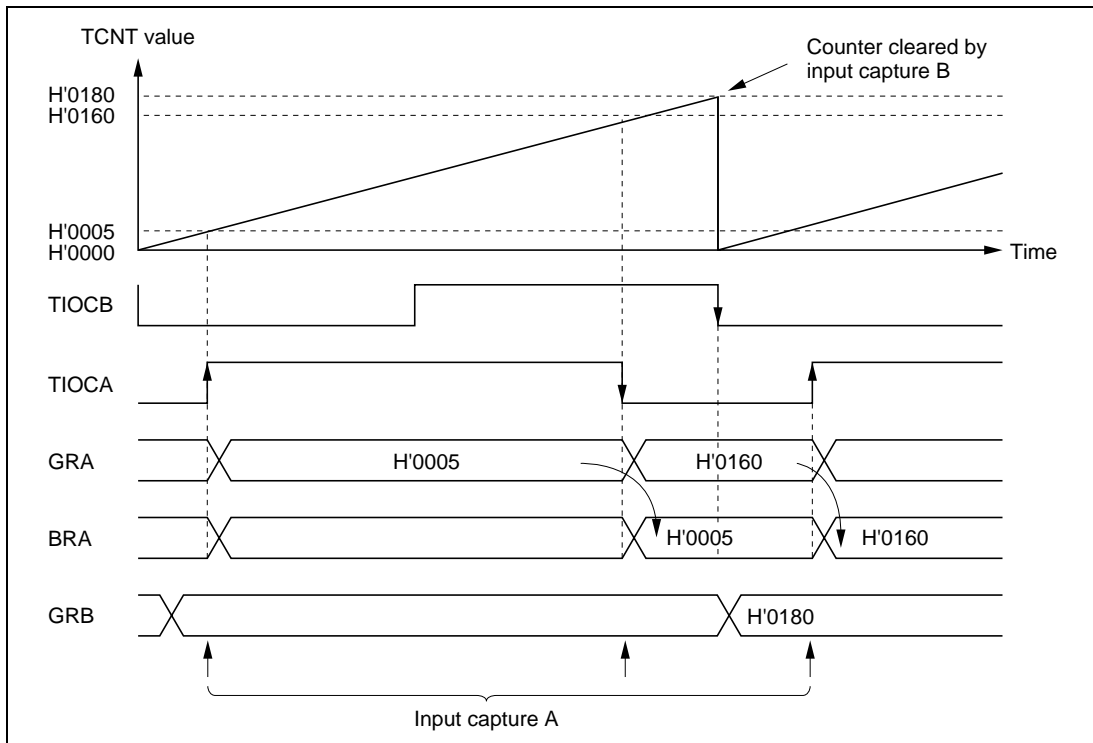 TCNT value
Counter cleared by
input capture B
H'0180
H'0160
H'0005
H'0000
Time
TIOCB
TIOCA
GRA
H'0005
H'0160
BRA
H'0005
H'0160
GRB
H'0180
Input capture A